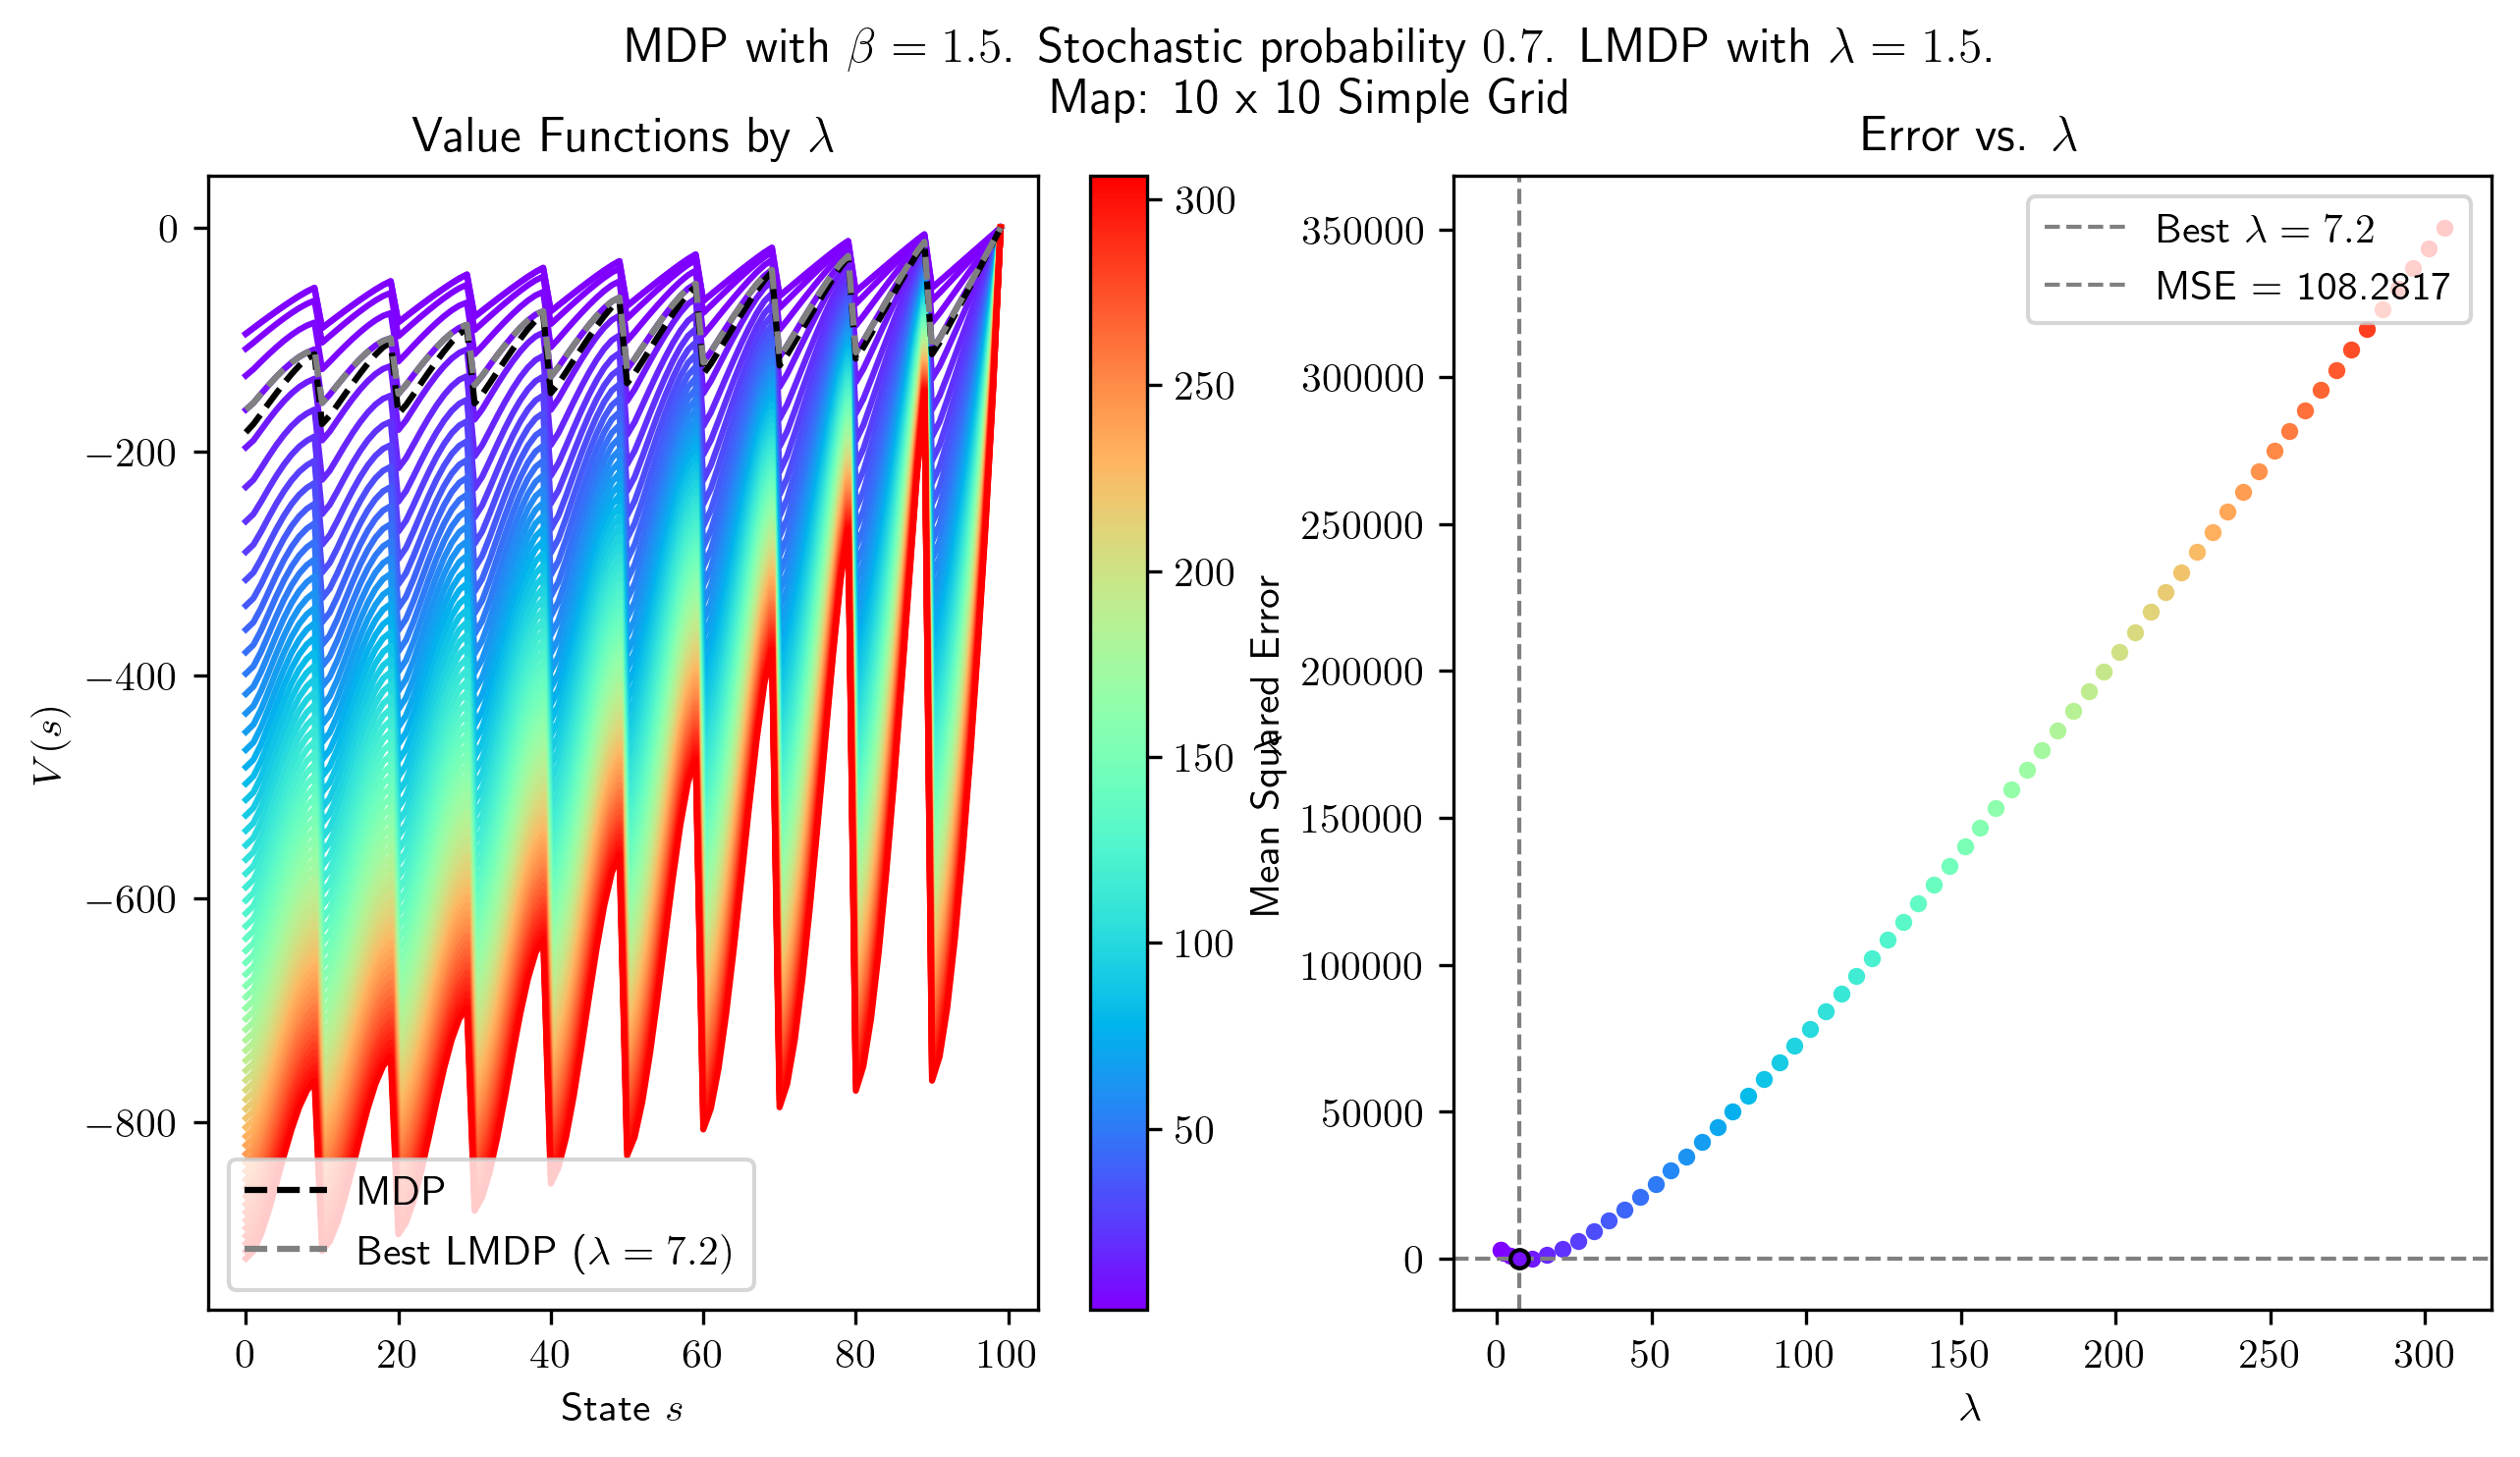 MDP with β = 1.5. Stochastic probability 0.7. LMDP with λ = 1.5.
Map: 10 x 10 Simple Grid
Value Functions by λ
0
−200
−400
−600
−800
V(s)
MDP
Best LMDP (λ = 7.2)
0 20 40 60 80 100
State s
300
250
200
150
100
50
λ
Error vs. λ
350000
300000
250000
200000
150000
100000
50000
0
Mean Squared Error
Best λ = 7.2
MSE = 108.2817
0 50 100 150 200 250 300
λ